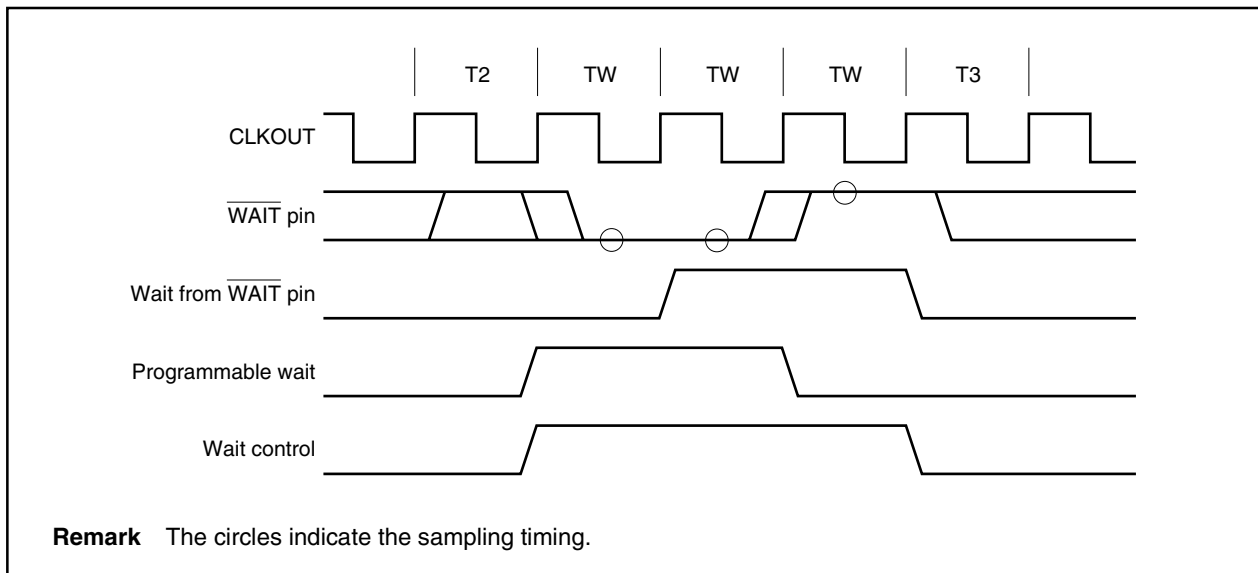 T2 TW TW TW T3
CLKOUT
WAIT pin
Wait from WAIT pin
Programmable wait
Wait control
Remark The circles indicate the sampling timing.